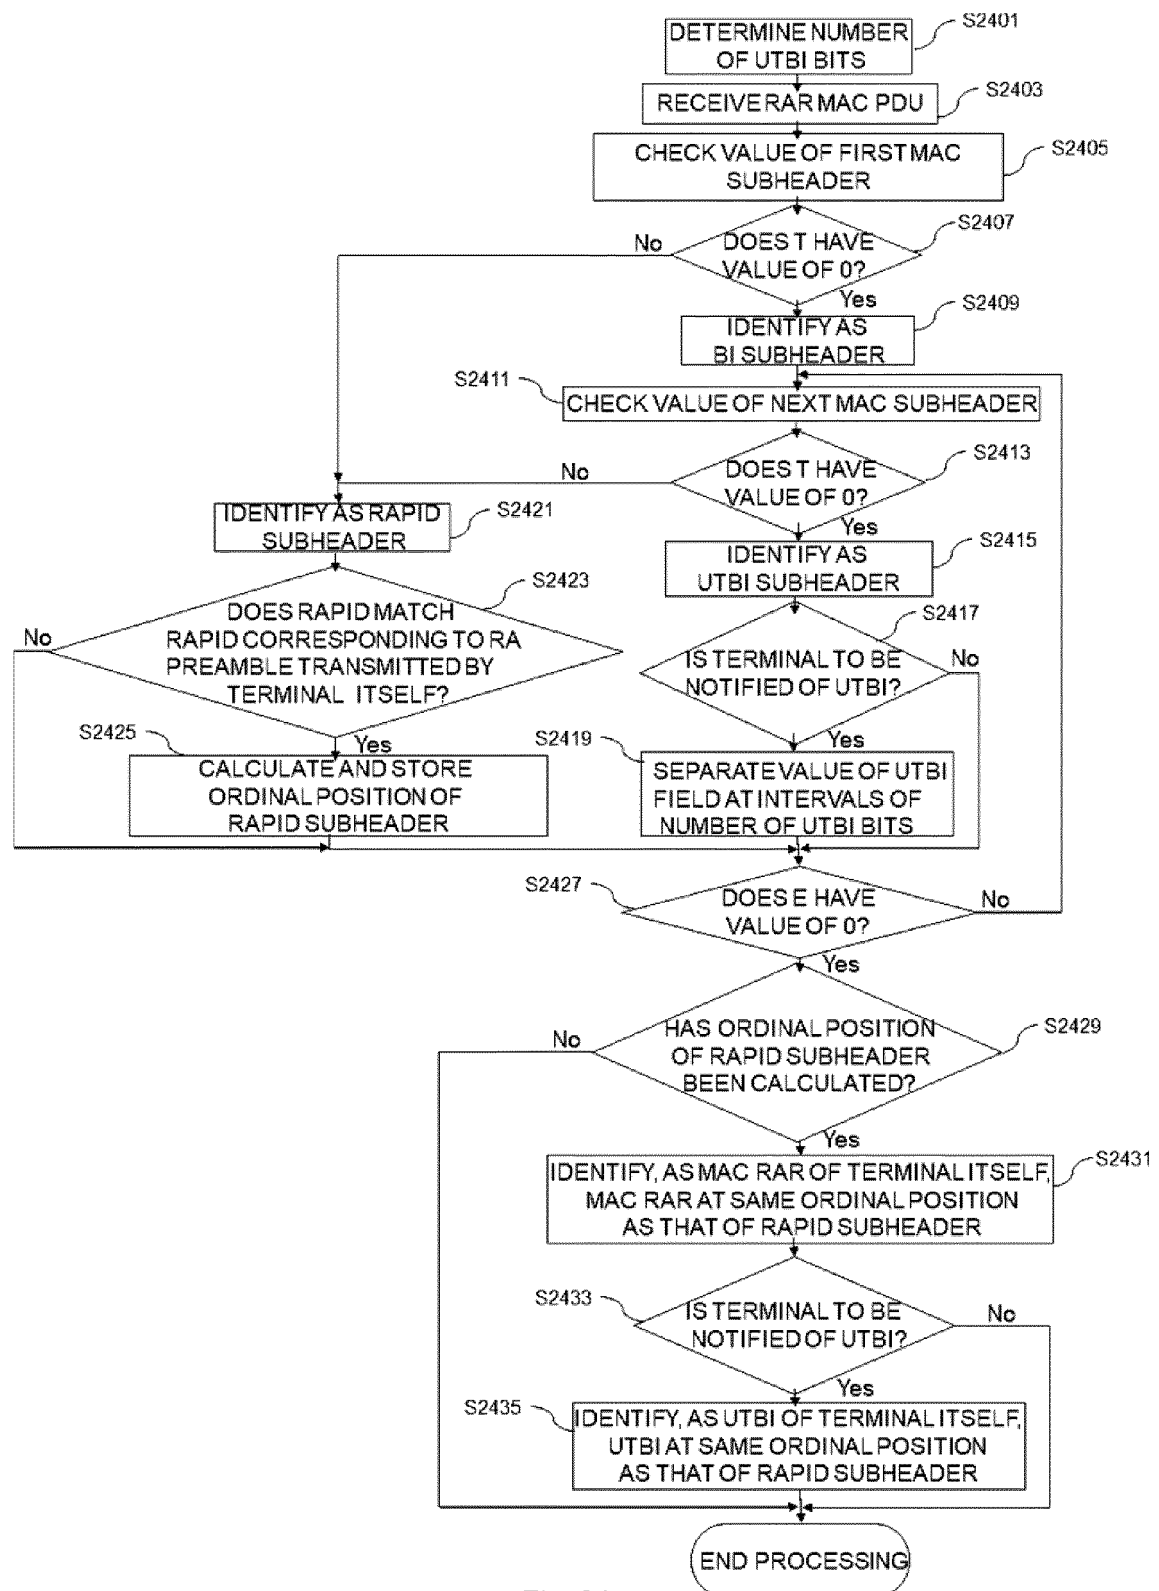 S2401
DETERMINE NUMBER
OF UTBI BITS
S2403
RECEIVE RAR MAC PDU
S2405
CHECK VALUE OF FIRST MAC
SUBHEADER
S2407
No
DOES T HAVE
VALUE OF 0?
Yes
S2409
IDENTIFY AS
BI SUBHEADER
S2411
CHECK VALUE OF NEXT MAC SUBHEADER
S2413
No
DOES T HAVE
VALUE OF 0?
Yes
S2421
IDENTIFY AS RAPID
SUBHEADER
S2415
IDENTIFY AS
UTBI SUBHEADER
S2423
No
DOES RAPID MATCH
RAPID CORRESPONDING TO RA
PREAMBLE TRANSMITTED BY
TERMINAL ITSELF?
Yes
S2417
IS TERMINAL TO BE
NOTIFIED OF UTBI?
No
Yes
S2425
CALCULATE AND STORE
ORDINAL POSITION OF
RAPID SUBHEADER
S2419
SEPARATE VALUE OF UTBI
FIELD AT INTERVALS OF
NUMBER OF UTBI BITS
S2427
DOES E HAVE
VALUE OF 0?
No
Yes
S2429
No
HAS ORDINAL POSITION
OF RAPID SUBHEADER
BEEN CALCULATED?
Yes
S2431
IDENTIFY, AS MAC RAR OF TERMINAL ITSELF,
MAC RAR AT SAME ORDINAL POSITION
AS THAT OF RAPID SUBHEADER
S2433
IS TERMINAL TO BE
NOTIFIED OF UTBI?
No
Yes
S2435
IDENTIFY, AS UTBI OF TERMINAL ITSELF,
UTBI AT SAME ORDINAL POSITION
AS THAT OF RAPID SUBHEADER
END PROCESSING